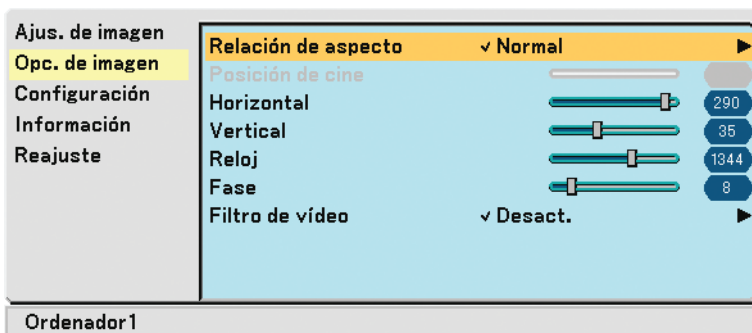 Ajus. de imagen
Opc. de imagen
Configuración
Información
Reajuste
Relación de aspecto ✓ Normal ▶
Posición de cine
Horizontal 290
Vertical 35
Reloj 1344
Fase 8
Filtro de vídeo ✓ Desact. ▶
Ordenador1